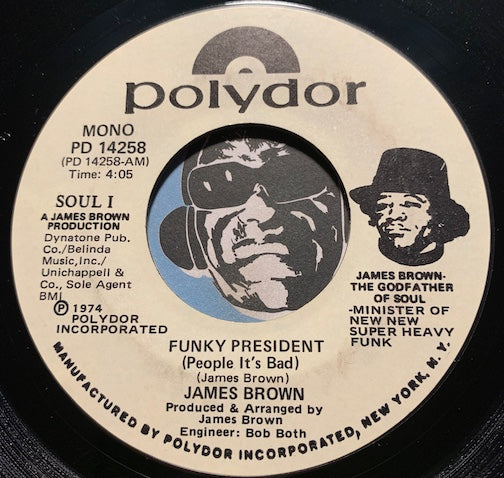 polydor
MONO
PD 14258
(PD 14258-AM)
Time: 4:05
SOUL I
A JAMES BROWN
PRODUCTION
Dynatone Pub.
Co./Belinda
Music,Inc./
Unichappell &
Co., Sole Agent
BMI
Ⓟ 1974
POLYDOR
INCORPORATED
JAMES BROWN-
THE GODFATHER
OF SOUL
-MINISTER OF
NEW NEW
SUPER HEAVY
FUNK
FUNKY PRESIDENT
(People It's Bad)
(James Brown)
JAMES BROWN
Produced & Arranged by
James Brown
Engineer: Bob Both
MANUFACTURED BY POLYDOR INCORPORATED, NEW YORK, N. Y.